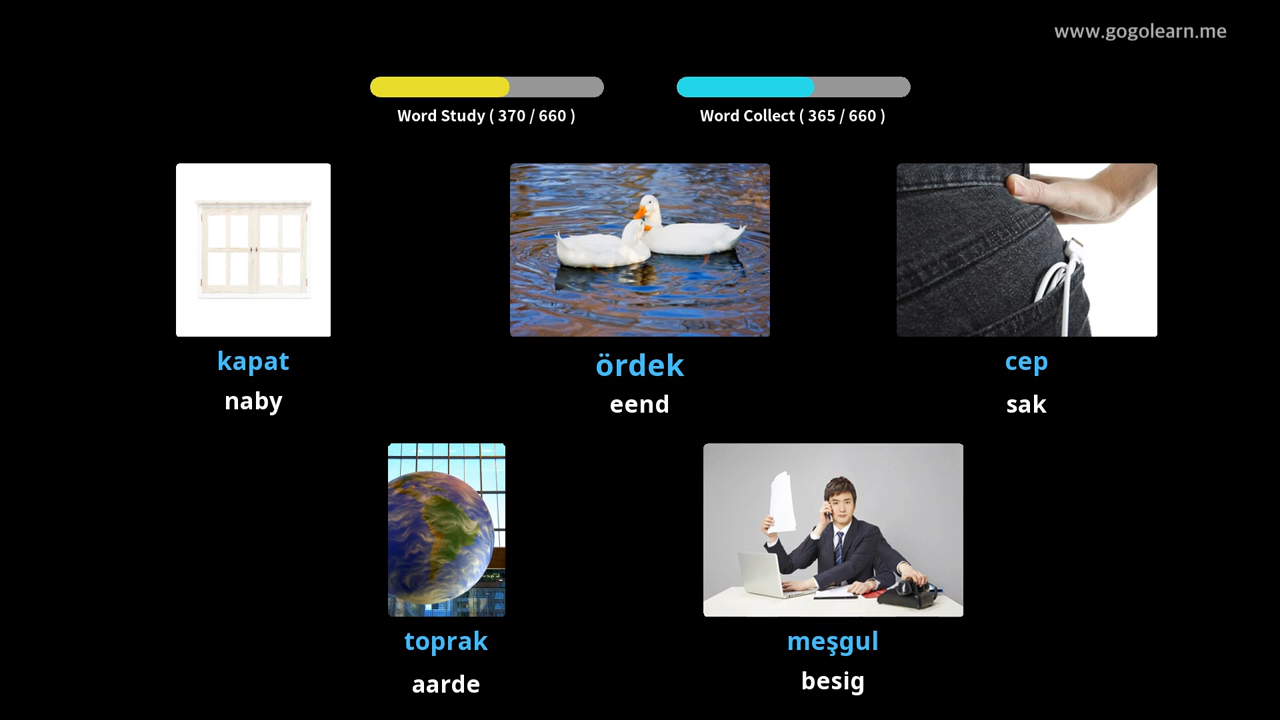 www.gogolearn.me
Word Study ( 370 / 660 )
Word Collect ( 365 / 660 )
kapat
naby
ördek
eend
cep
sak
toprak
aarde
meşgul
besig